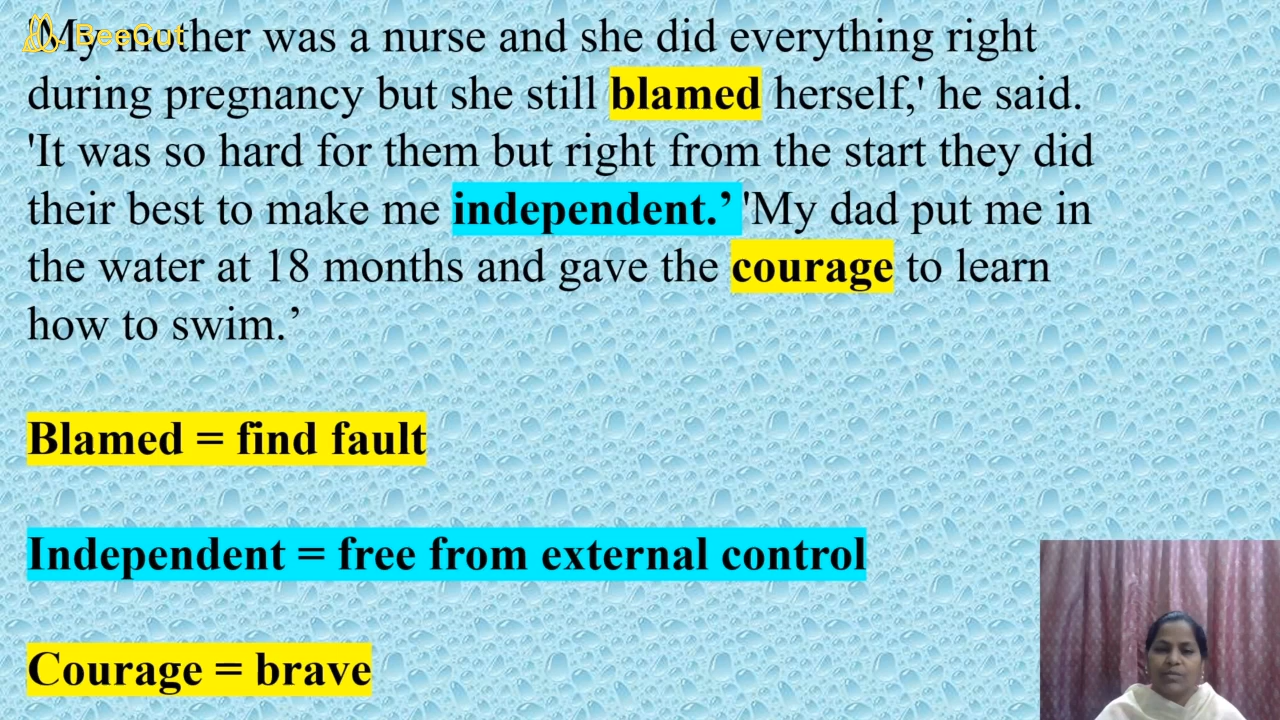 BeeCut
'My mother was a nurse and she did everything right
during pregnancy but she still blamed herself,' he said.
'It was so hard for them but right from the start they did
their best to make me independent.’ 'My dad put me in
the water at 18 months and gave the courage to learn
how to swim.’
Blamed = find fault
Independent = free from external control
Courage = brave